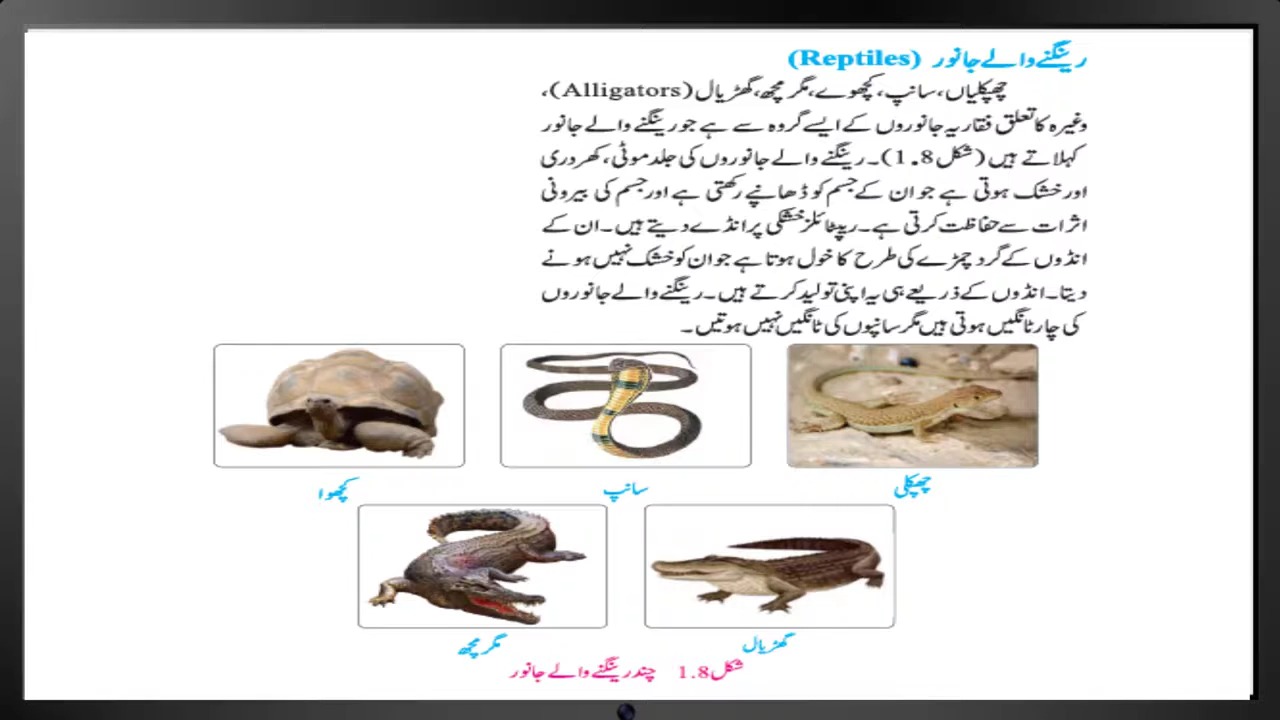 رینگنے والے جانور (Reptiles)
چھپکلیاں، سانپ، کچھوے، مگرمچھ، گھڑیال (Alligators)،
وغیرہ کا تعلق فقاریہ جانوروں کے ایسے گروہ سے ہے جو رینگنے والے جانور
کہلاتے ہیں (شکل 1.8)۔ رینگنے والے جانوروں کی جلد موٹی، کھردری
اور خشک ہوتی ہے جو ان کے جسم کو ڈھانپے رکھتی ہے اور جسم کی بیرونی
اثرات سے حفاظت کرتی ہے۔ ریپٹائلز خشکی پر انڈے دیتے ہیں۔ ان کے
انڈوں کے گرد چمڑے کی طرح کا خول ہوتا ہے جو ان کو خشک نہیں ہونے
دیتا۔ انڈوں کے ذریعے ہی یہ اپنی تولید کرتے ہیں۔ رینگنے والے جانوروں
کی چار ٹانگیں ہوتی ہیں مگر سانپوں کی ٹانگیں نہیں ہوتیں۔
چھپکلی
سانپ
کچھوا
گھڑیال
مگرمچھ
شکل 1.8 چند رینگنے والے جانور